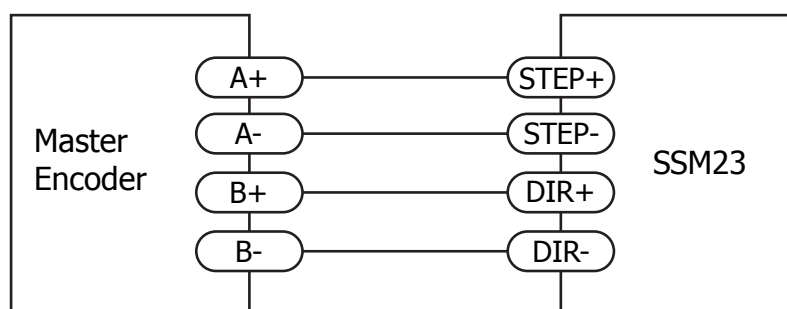 A+
STEP+
Master
Encoder
A-
STEP-
SSM23
B+
DIR+
B-
DIR-